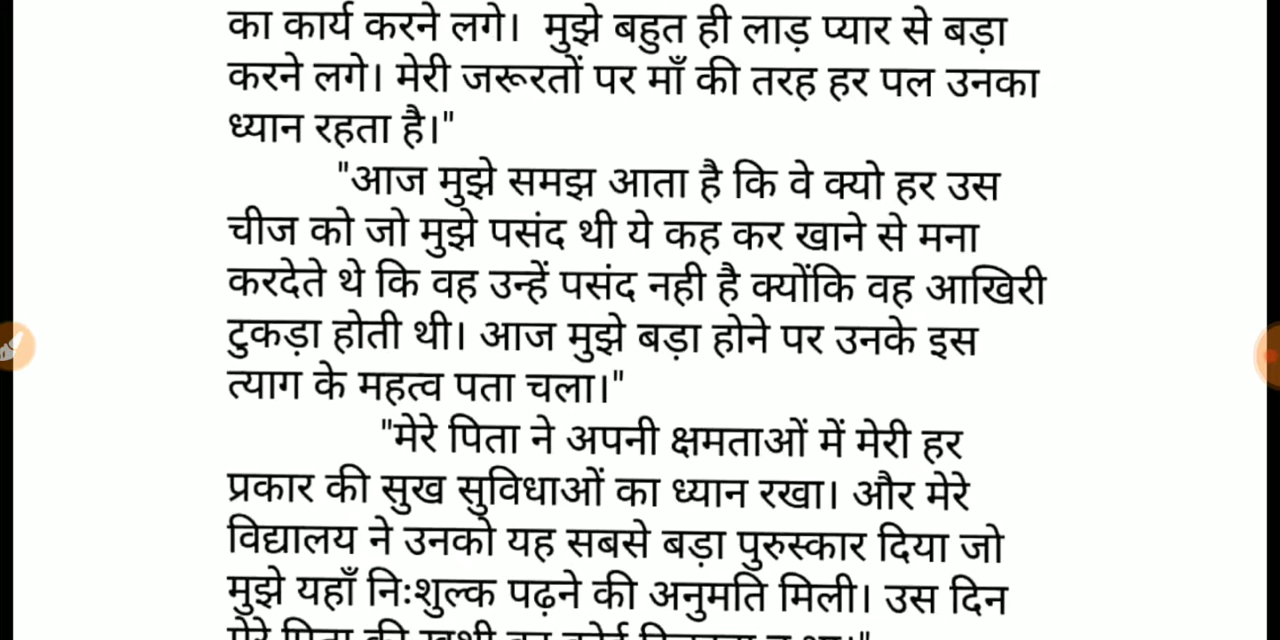 का कार्य करने लगे।  मुझे बहुत ही लाड़ प्यार से बड़ा
करने लगे। मेरी जरूरतों पर माँ की तरह हर पल उनका
ध्यान रहता है।"
"आज मुझे समझ आता है कि वे क्यो हर उस
चीज को जो मुझे पसंद थी ये कह कर खाने से मना
करदेते थे कि वह उन्हें पसंद नही है क्योंकि वह आखिरी
टुकड़ा होती थी। आज मुझे बड़ा होने पर उनके इस
त्याग के महत्व पता चला।"
"मेरे पिता ने अपनी क्षमताओं में मेरी हर
प्रकार की सुख सुविधाओं का ध्यान रखा। और मेरे
विद्यालय ने उनको यह सबसे बड़ा पुरुस्कार दिया जो
मुझे यहाँ निःशुल्क पढ़ने की अनुमति मिली। उस दिन
मेरे पिता की